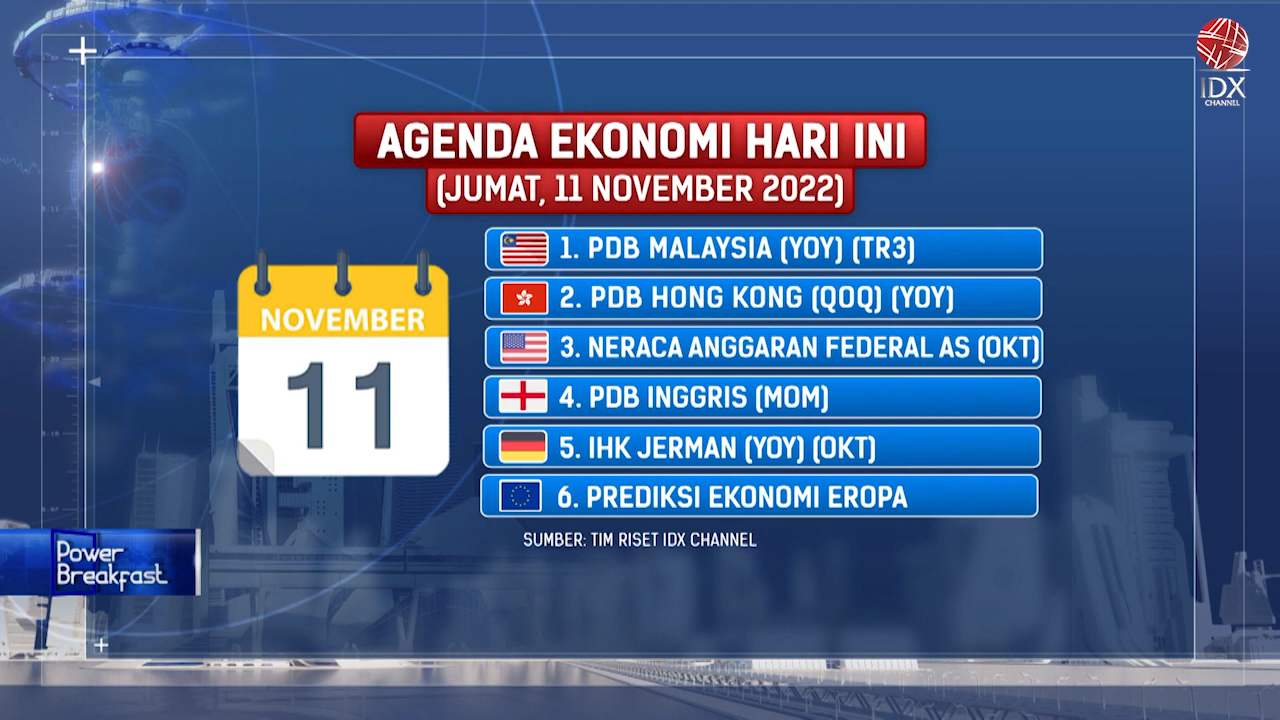 IDX
CHANNEL
AGENDA EKONOMI HARI INI
(JUMAT, 11 NOVEMBER 2022)
NOVEMBER
11
1. PDB MALAYSIA (YOY) (TR3)
2. PDB HONG KONG (QOQ) (YOY)
3. NERACA ANGGARAN FEDERAL AS (OKT)
4. PDB INGGRIS (MOM)
5. IHK JERMAN (YOY) (OKT)
6. PREDIKSI EKONOMI EROPA
SUMBER: TIM RISET IDX CHANNEL
Power
Breakfast